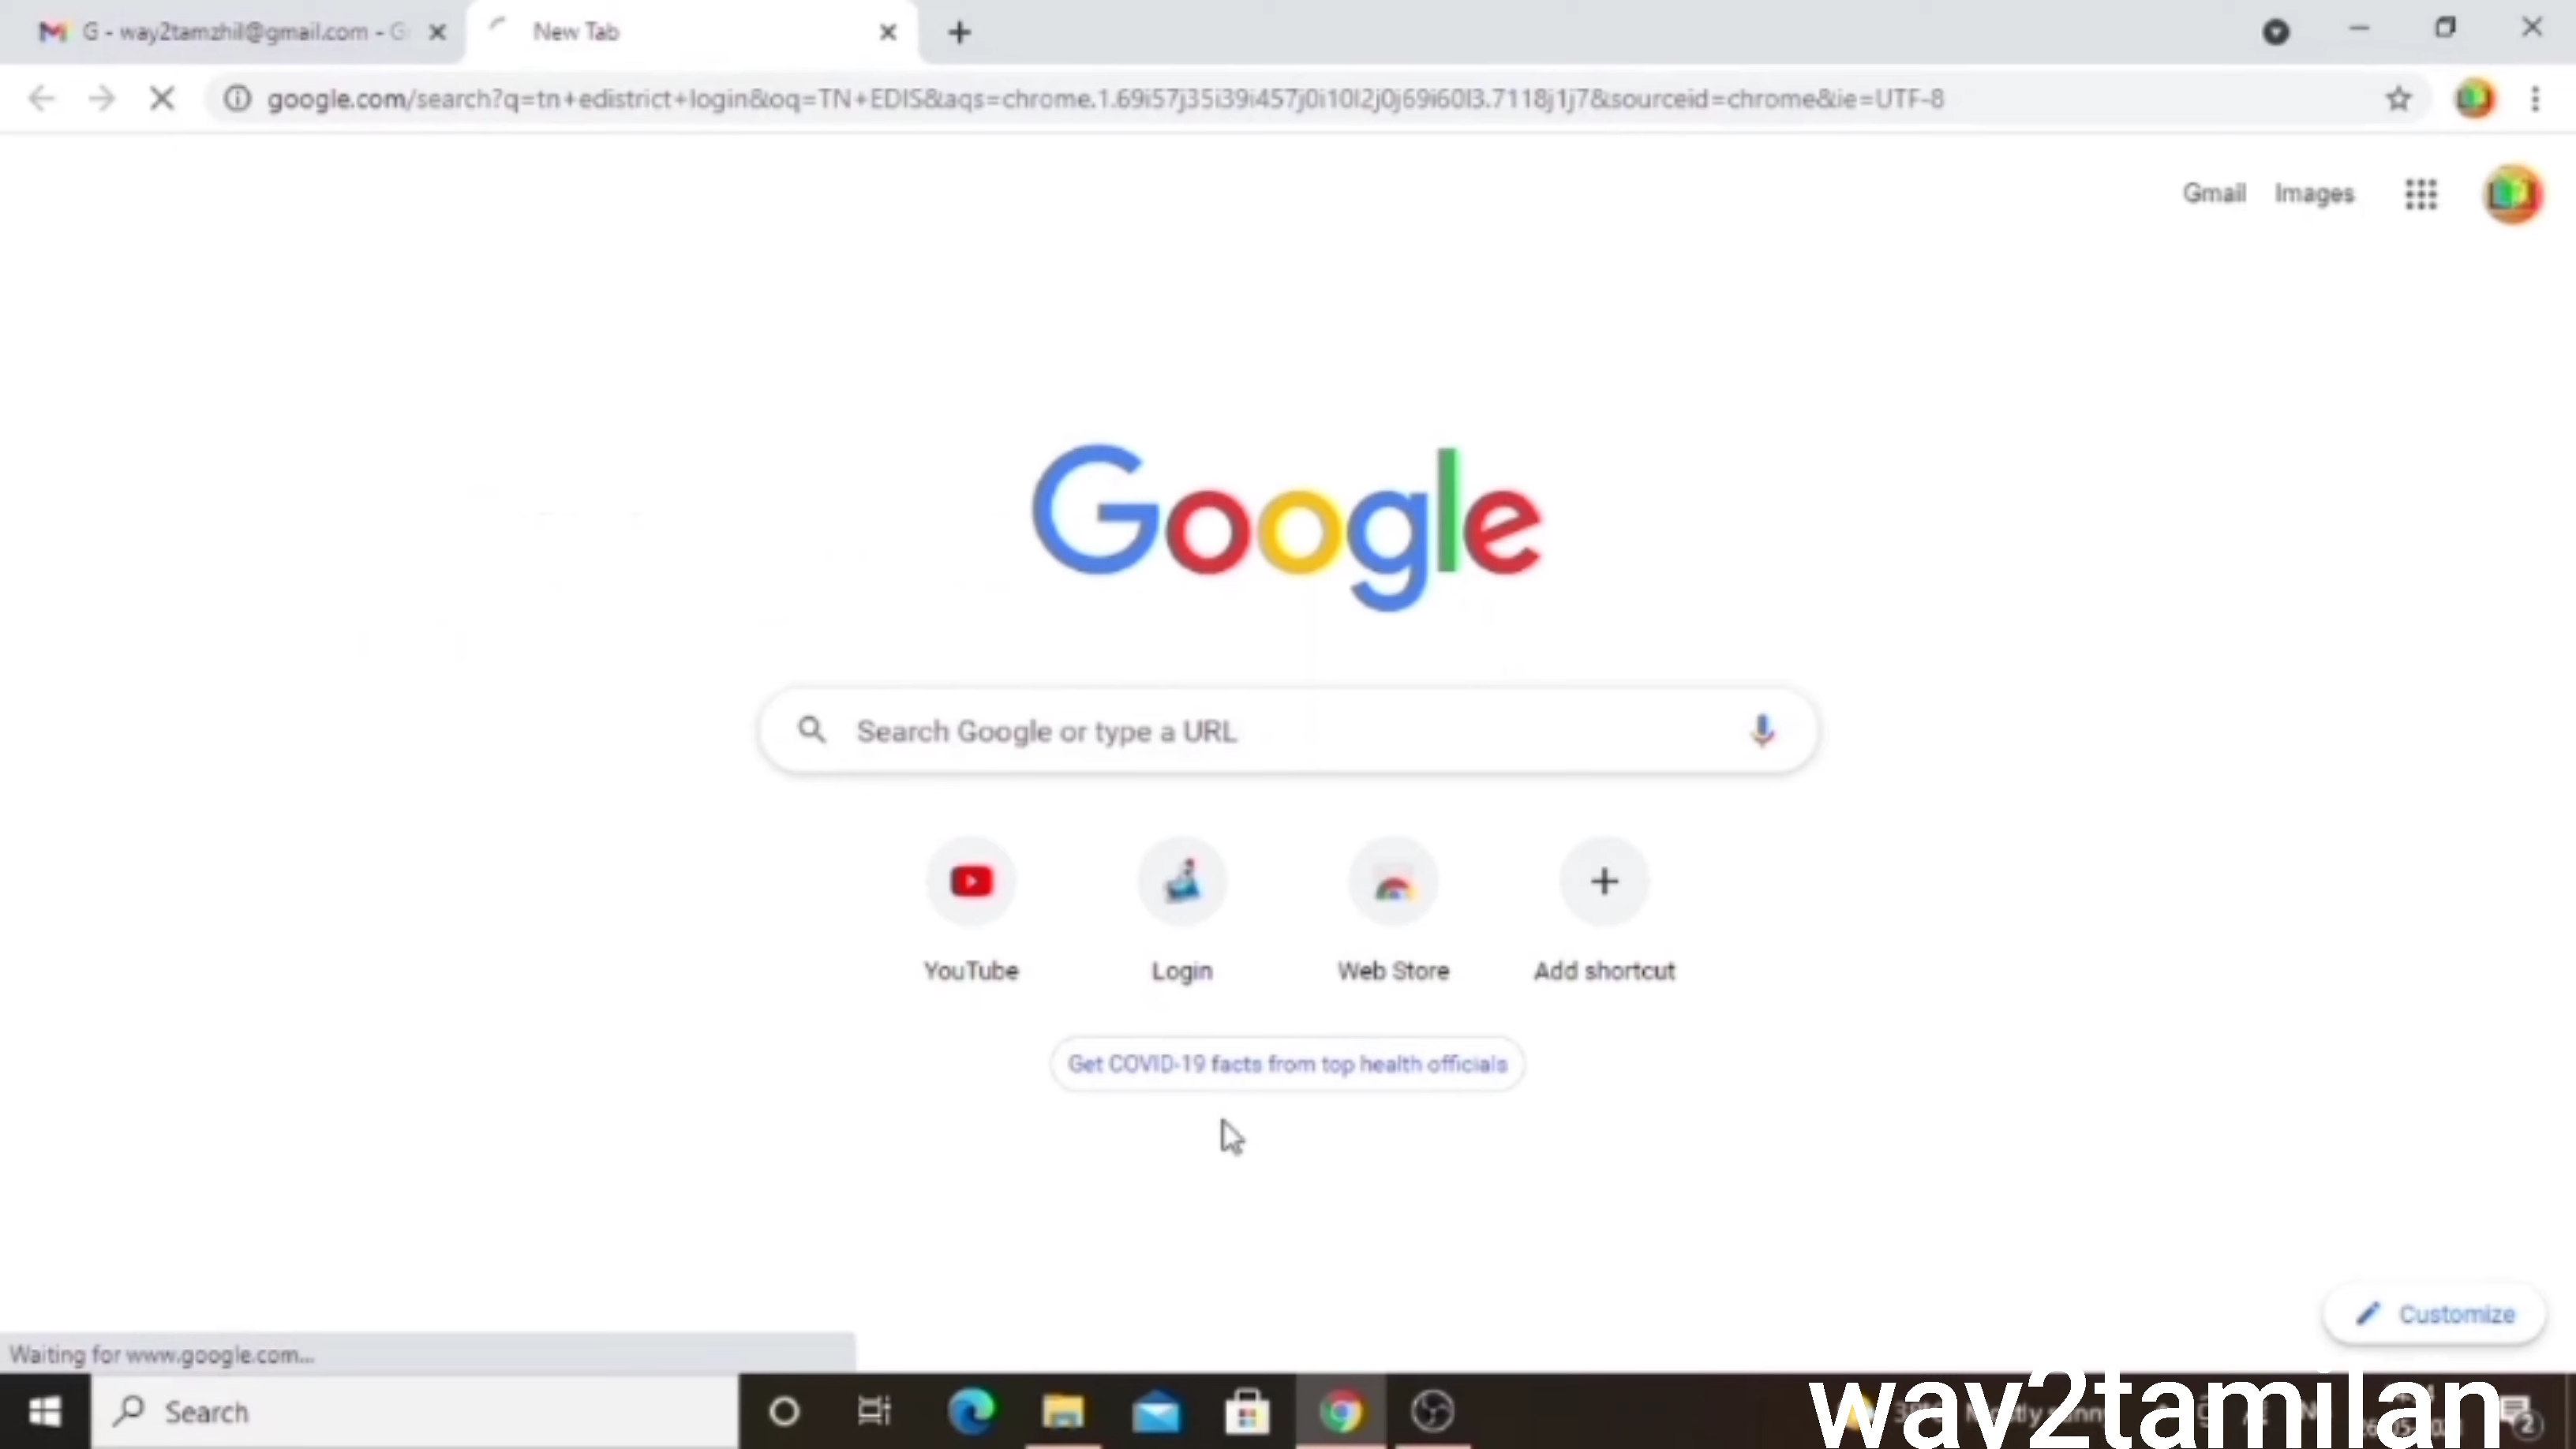 G - way2tamzhil@gmail.com - G
New Tab
google.com/search?q=tn+edistrict+login&oq=TN+EDIS&aqs=chrome.1.69i57j35i39i457j0i10l2j0j69i60l3.7118j1j7&sourceid=chrome&ie=UTF-8
Gmail Images
Google
Search Google or type a URL
YouTube Login Web Store Add shortcut
Get COVID-19 facts from top health officials
Customize
Waiting for www.google.com...
Search
way2tamilan
2